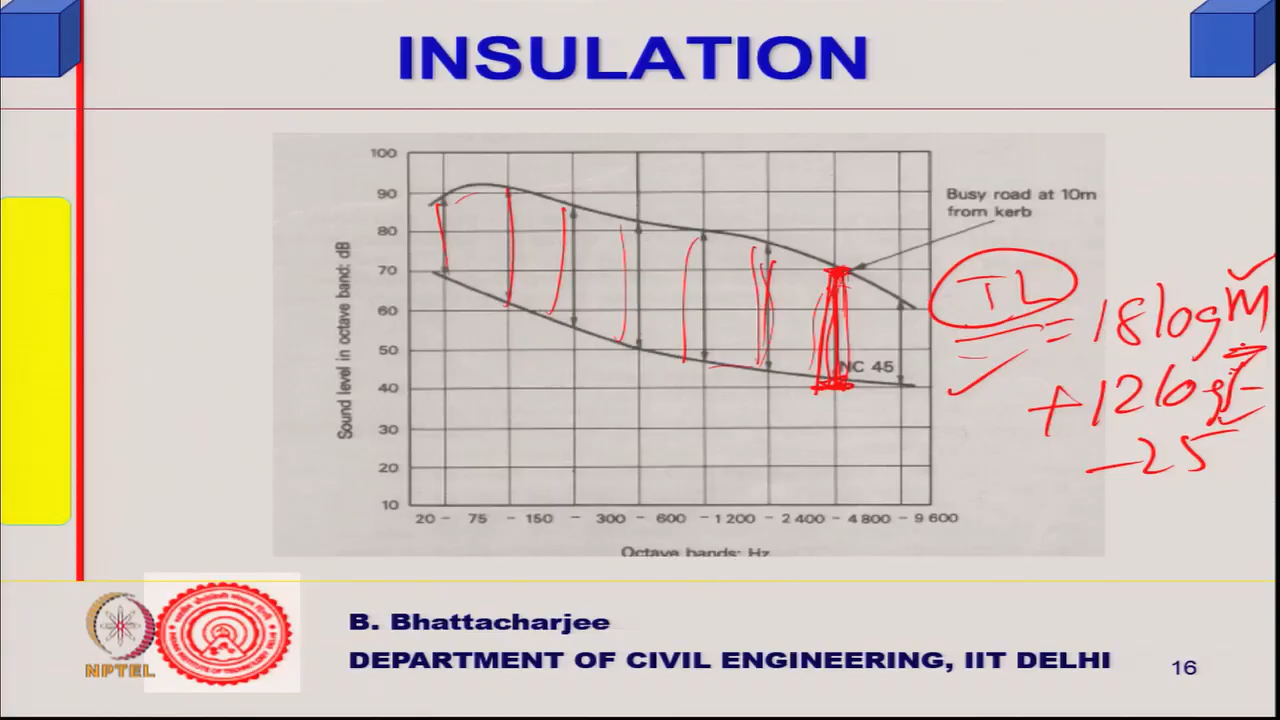 INSULATION
100
90
80
70
60
50
40
30
20
10
Sound level in octave band: dB
Busy road at 10m
from kerb
NC 45
20 - 75 - 150 - 300 - 600 - 1 200 - 2 400 - 4 800 - 9 600
Octave bands: Hz
TL
= 18 log M
+ 12 log f
- 25
NPTEL
B. Bhattacharjee
DEPARTMENT OF CIVIL ENGINEERING, IIT DELHI
16